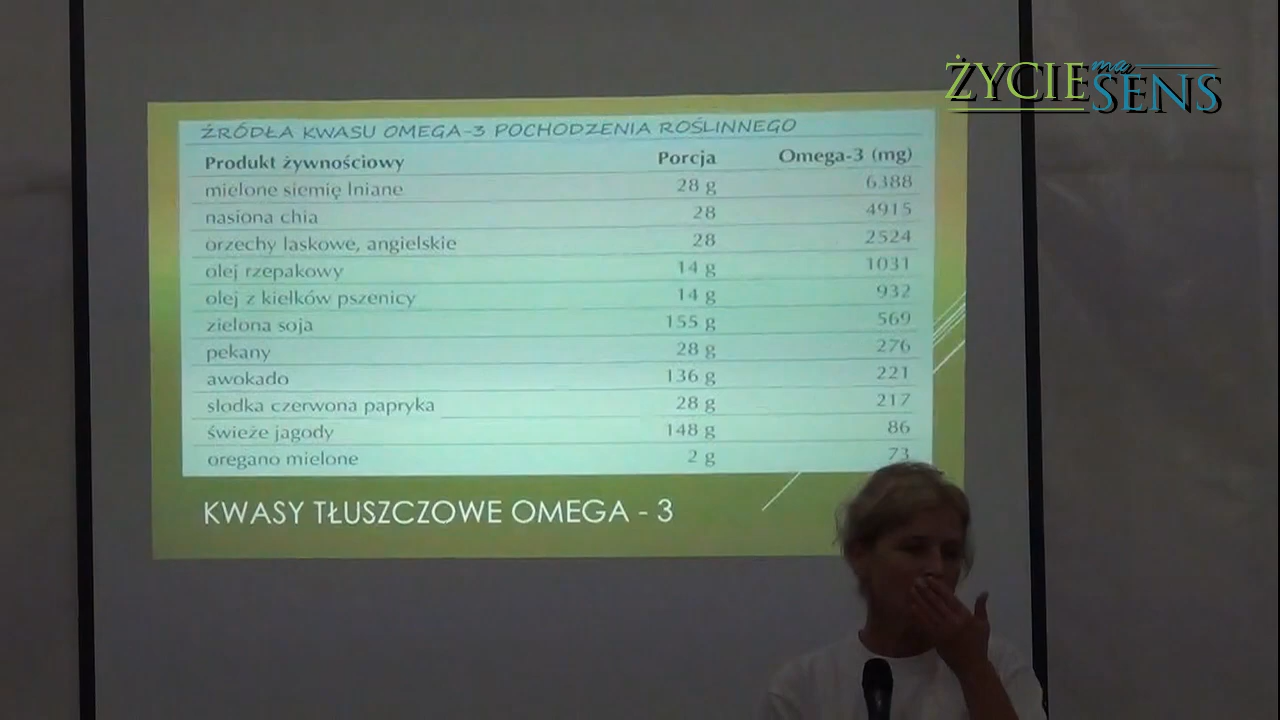 ŻYCIE ma SENS
ŹRÓDŁA KWASU OMEGA-3 POCHODZENIA ROŚLINNEGO
Produkt żywnościowy Porcja Omega-3 (mg)
mielone siemię lniane 28 g 6388
nasiona chia 28 4915
orzechy laskowe, angielskie 28 2524
olej rzepakowy 14 g 1031
olej z kiełków pszenicy 14 g 932
zielona soja 155 g 569
pekany 28 g 276
awokado 136 g 221
słodka czerwona papryka 28 g 217
świeże jagody 148 g 86
oregano mielone 2 g 73
KWASY TŁUSZCZOWE OMEGA - 3